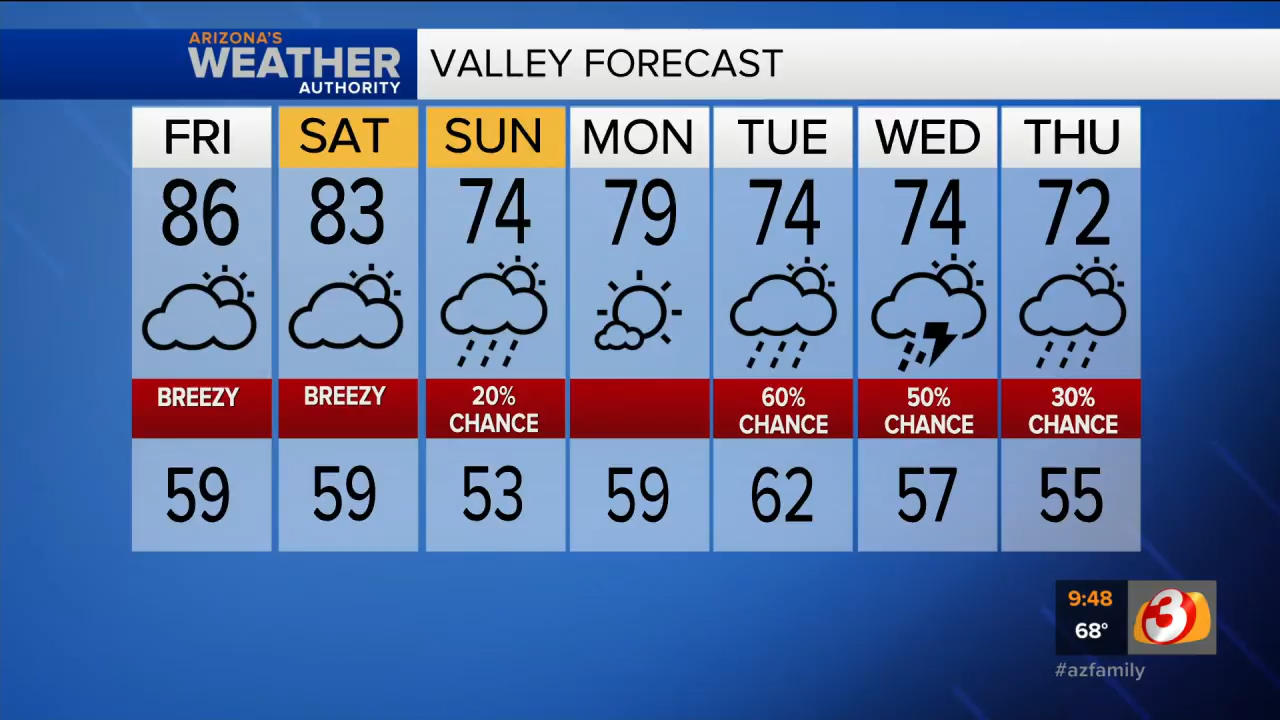 ARIZONA'S
WEATHER
AUTHORITY
VALLEY FORECAST
FRI SAT SUN MON TUE WED THU
86 83 74 79 74 74 72
BREEZY BREEZY 20% CHANCE 60% CHANCE 50% CHANCE 30% CHANCE
59 59 53 59 62 57 55
9:48
68°
3
#azfamily